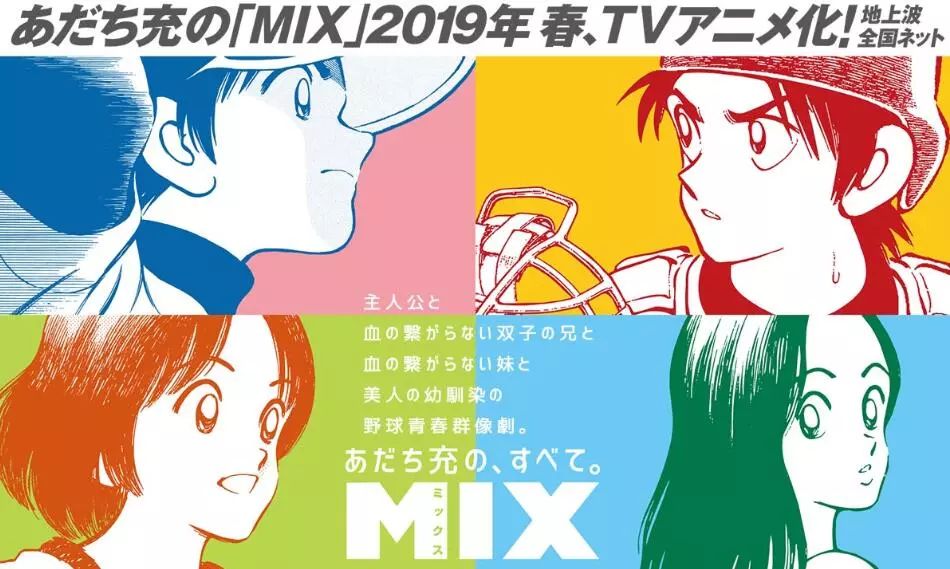 あだち充の「MIX」2019年 春、TVアニメ化!
地上波
全国ネット
主人公と
血の繋がらない双子の兄と
血の繋がらない妹と
美人の幼馴染の
野球青春群像劇。
あだち充の、すべて。
MIX
ミックス